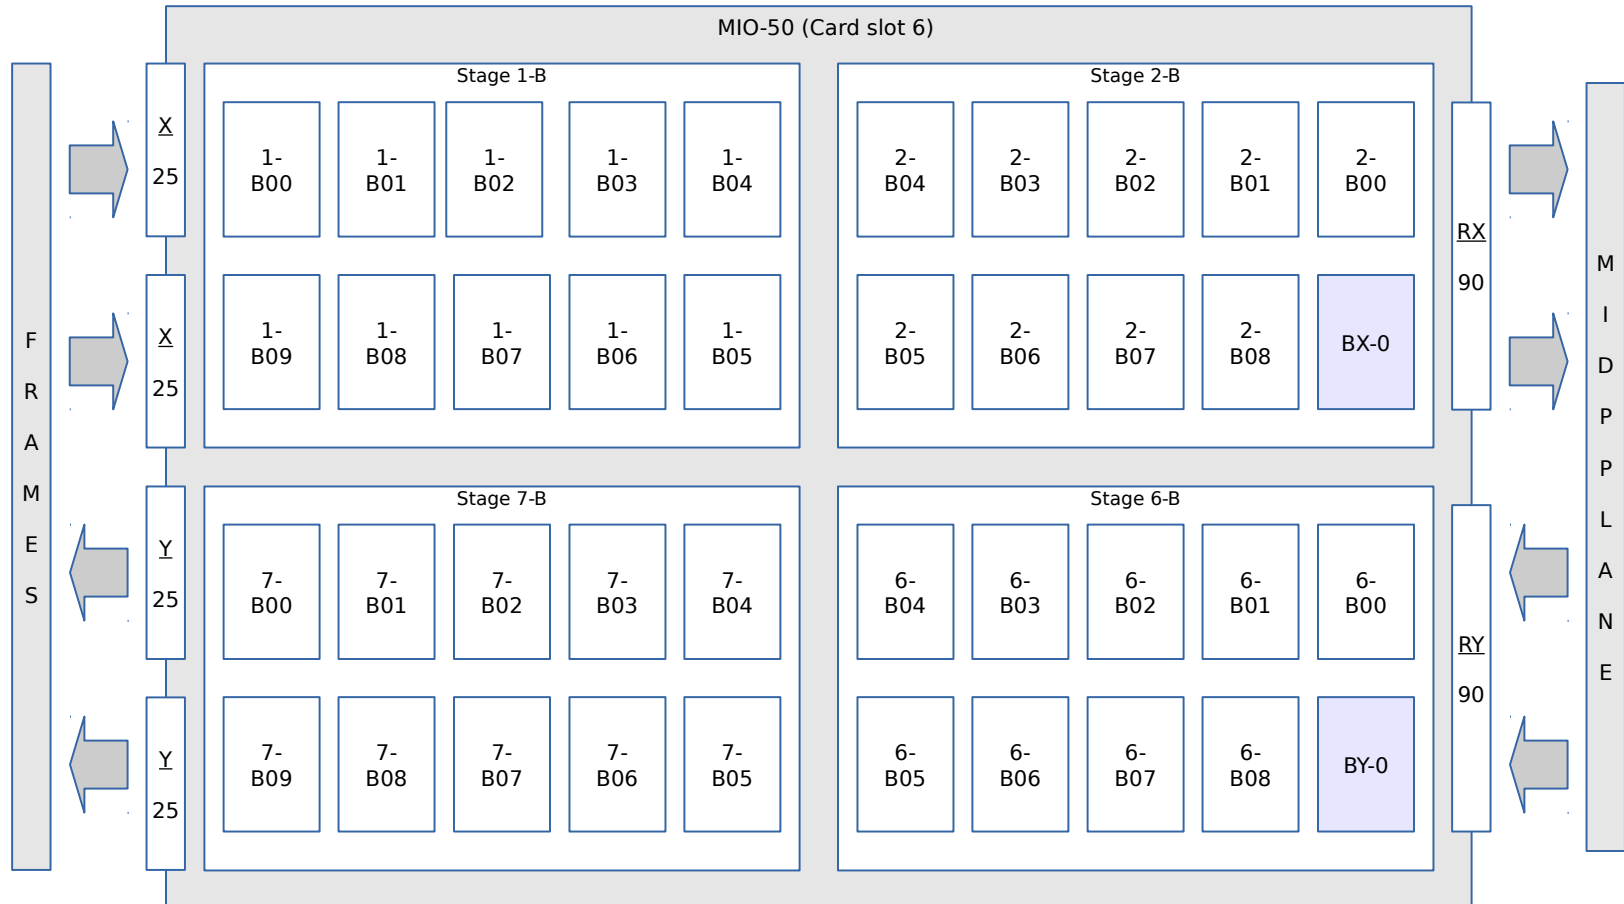 MIO-50 (Card slot 6)
F
R
A
M
E
S
X
25
X
25
Y
25
Y
25
Stage 1-B
1-
B00
1-
B01
1-
B02
1-
B03
1-
B04
1-
B09
1-
B08
1-
B07
1-
B06
1-
B05
Stage 2-B
2-
B04
2-
B03
2-
B02
2-
B01
2-
B00
2-
B05
2-
B06
2-
B07
2-
B08
BX-0
Stage 7-B
7-
B00
7-
B01
7-
B02
7-
B03
7-
B04
7-
B09
7-
B08
7-
B07
7-
B06
7-
B05
Stage 6-B
6-
B04
6-
B03
6-
B02
6-
B01
6-
B00
6-
B05
6-
B06
6-
B07
6-
B08
BY-0
RX
90
RY
90
M
I
D
P
P
L
A
N
E